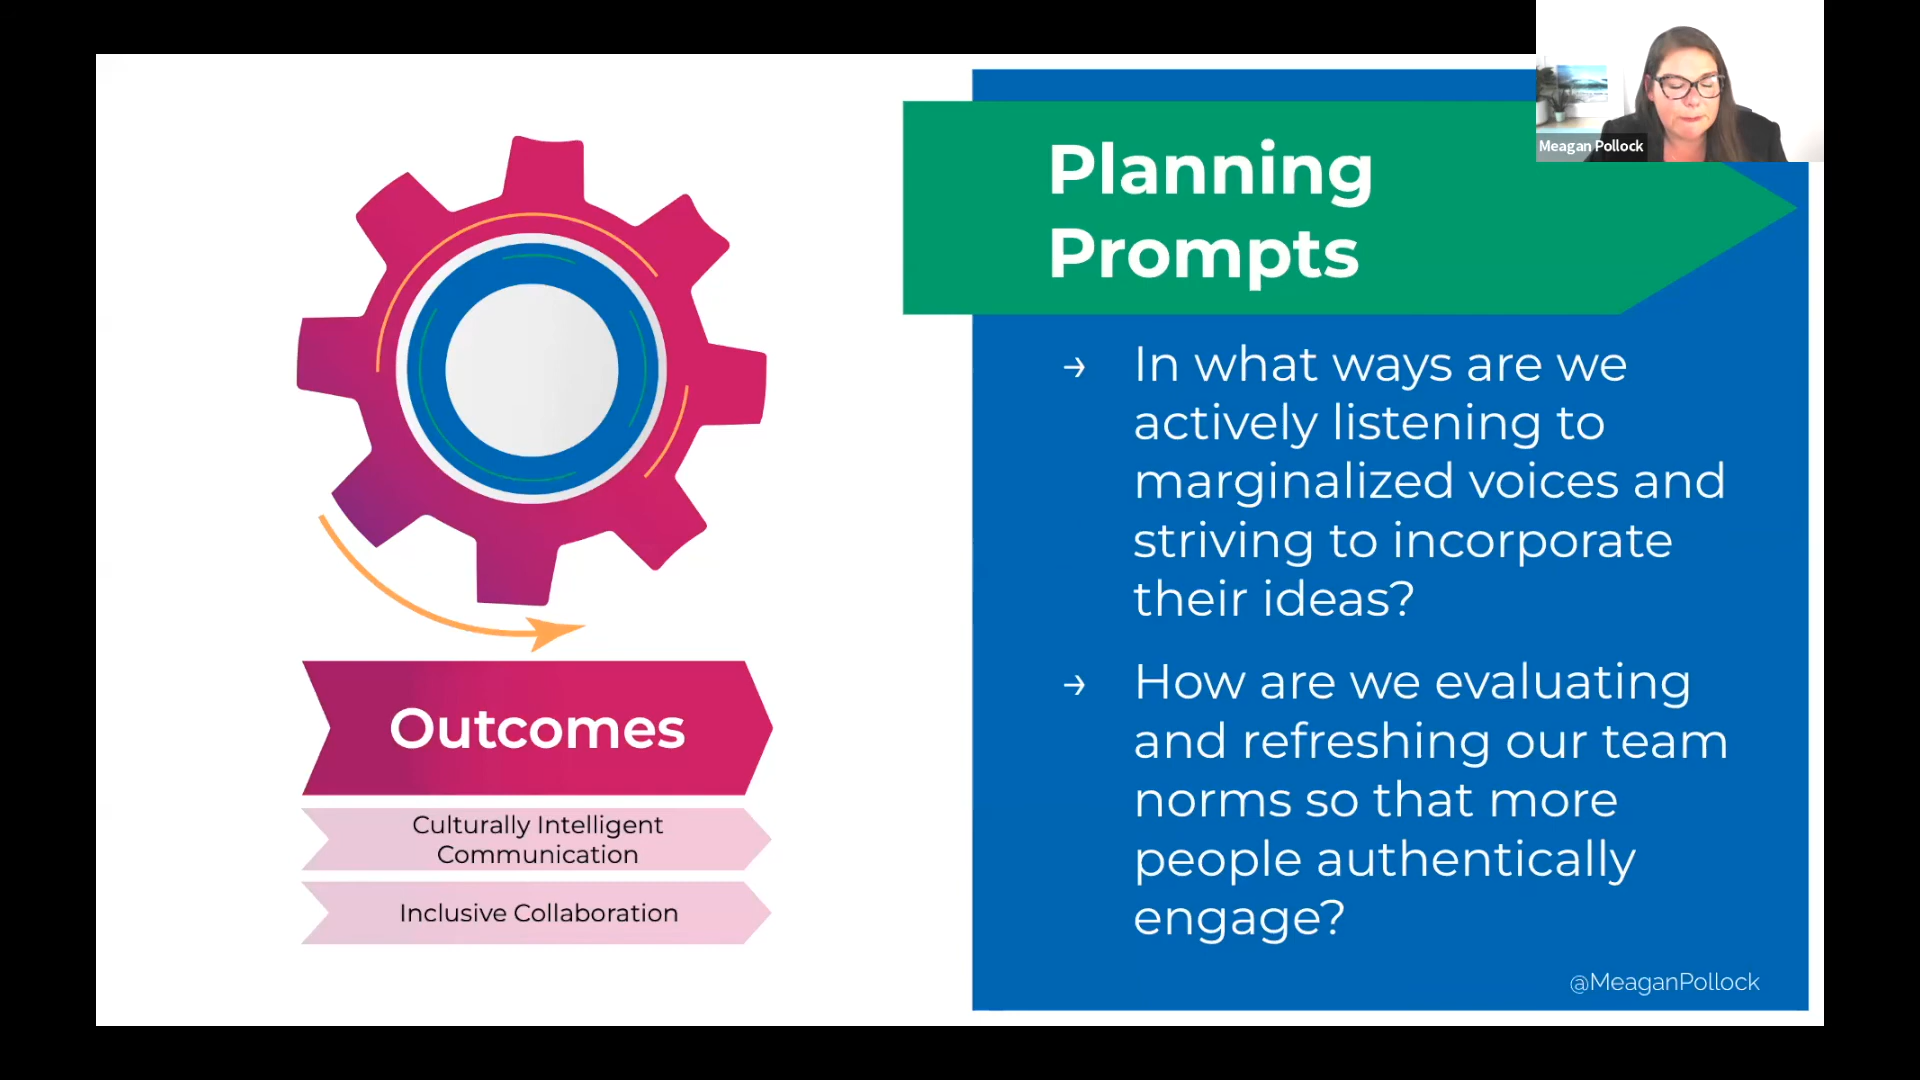 Meagan Pollock
Planning
Prompts
→ In what ways are we
actively listening to
marginalized voices and
striving to incorporate
their ideas?
→ How are we evaluating
and refreshing our team
norms so that more
people authentically
engage?
@MeaganPollock
Outcomes
Culturally Intelligent
Communication
Inclusive Collaboration